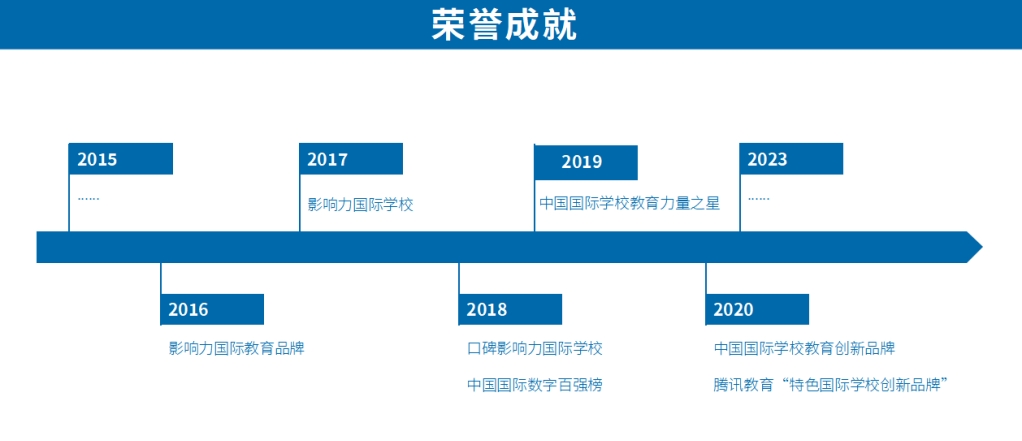 荣誉成就
2015
......
2017
影响力国际学校
2019
中国国际学校教育力量之星
2023
......
2016
影响力国际教育品牌
2018
口碑影响力国际学校
中国国际数字百强榜
2020
中国国际学校教育创新品牌
腾讯教育“特色国际学校创新品牌”